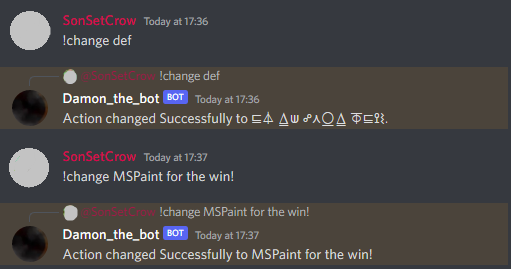 SonSetCrow Today at 17:36
!change def
!change def
Damon_the_bot BOT Today at 17:36
Action changed Successfully to
SonSetCrow Today at 17:37
!change MSPaint for the win!
!change MSPaint for the win!
Damon_the_bot BOT Today at 17:37
Action changed Successfully to MSPaint for the win!